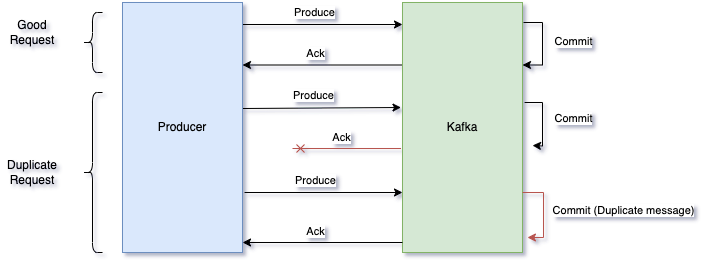 Good
Request
Produce
Ack
Commit
Duplicate
Request
Producer
Kafka
Produce
Commit
Ack
Produce
Commit (Duplicate message)
Ack